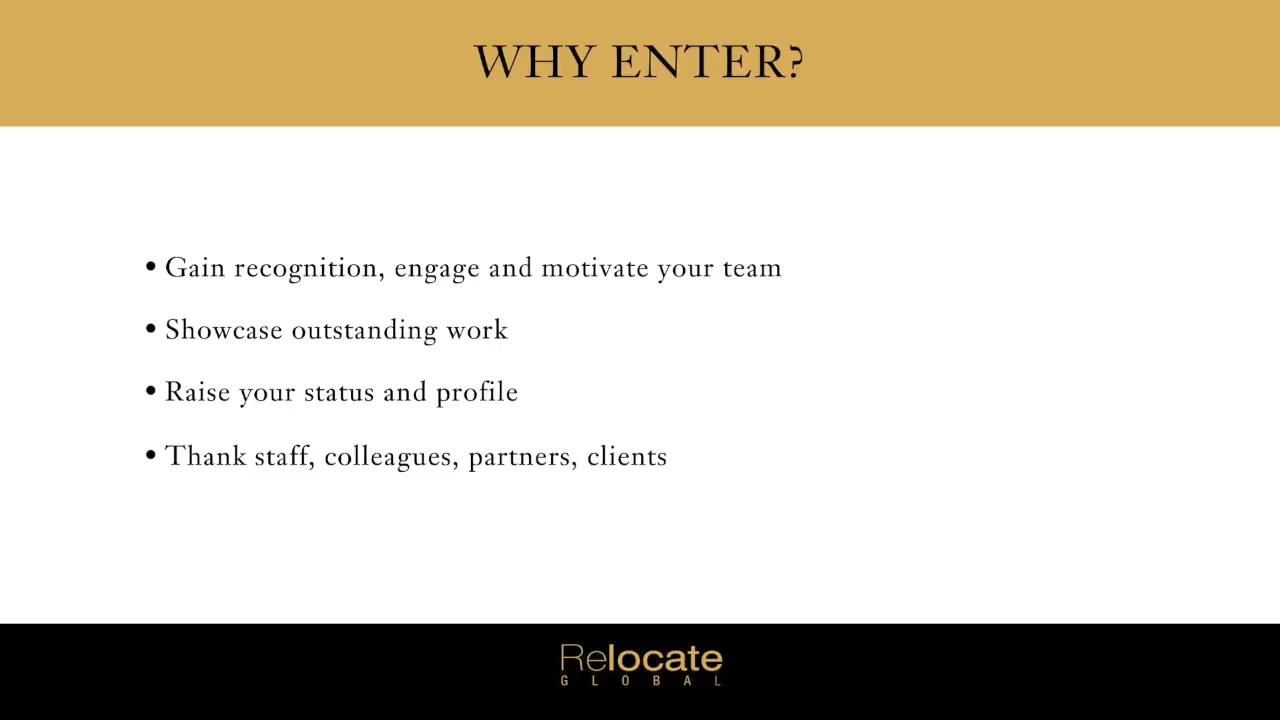 WHY ENTER?
• Gain recognition, engage and motivate your team
• Showcase outstanding work
• Raise your status and profile
• Thank staff, colleagues, partners, clients
Relocate
GLOBAL